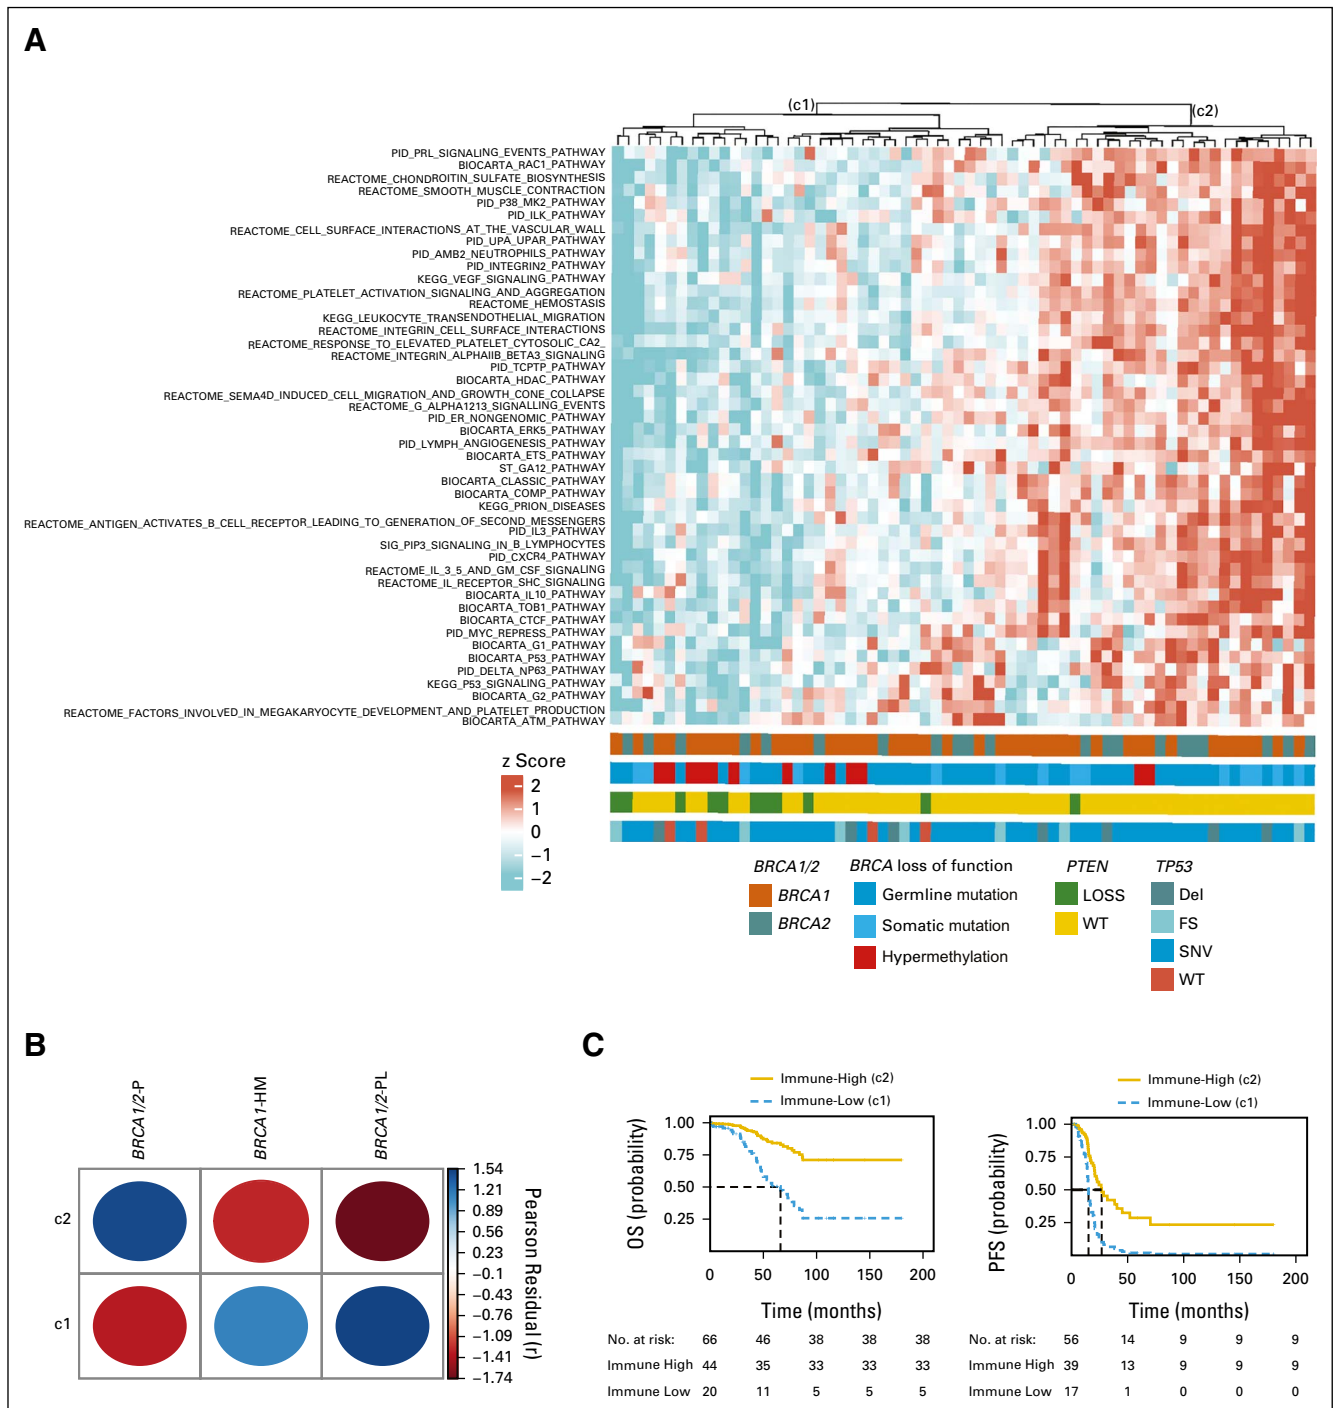 A
(c1)
(c2)
PID_PRL_SIGNALING_EVENTS_PATHWAY
BIOCARTA_RAC1_PATHWAY
REACTOME_CHONDROITIN_SULFATE_BIOSYNTHESIS
REACTOME_SMOOTH_MUSCLE_CONTRACTION
PID_P38_MK2_PATHWAY
PID_ILK_PATHWAY
REACTOME_CELL_SURFACE_INTERACTIONS_AT_THE_VASCULAR_WALL
PID_UPA_UPAR_PATHWAY
PID_AMB2_NEUTROPHILS_PATHWAY
PID_INTEGRIN2_PATHWAY
KEGG_VEGF_SIGNALING_PATHWAY
REACTOME_PLATELET_ACTIVATION_SIGNALING_AND_AGGREGATION
REACTOME_HEMOSTASIS
KEGG_LEUKOCYTE_TRANSENDOTHELIAL_MIGRATION
REACTOME_INTEGRIN_CELL_SURFACE_INTERACTIONS
REACTOME_RESPONSE_TO_ELEVATED_PLATELET_CYTOSOLIC_CA2_
REACTOME_INTEGRIN_ALPHAIIB_BETA3_SIGNALING
PID_TCPTP_PATHWAY
BIOCARTA_HDAC_PATHWAY
REACTOME_SEMA4D_INDUCED_CELL_MIGRATION_AND_GROWTH_CONE_COLLAPSE
REACTOME_G_ALPHA1213_SIGNALLING_EVENTS
PID_ER_NONGENOMIC_PATHWAY
BIOCARTA_ERK5_PATHWAY
PID_LYMPH_ANGIOGENESIS_PATHWAY
BIOCARTA_ETS_PATHWAY
ST_GA12_PATHWAY
BIOCARTA_CLASSIC_PATHWAY
BIOCARTA_COMP_PATHWAY
KEGG_PRION_DISEASES
REACTOME_ANTIGEN_ACTIVATES_B_CELL_RECEPTOR_LEADING_TO_GENERATION_OF_SECOND_MESSENGERS
PID_IL3_PATHWAY
SIG_PIP3_SIGNALING_IN_B_LYMPHOCYTES
PID_CXCR4_PATHWAY
REACTOME_IL_3_5_AND_GM_CSF_SIGNALING
REACTOME_IL_RECEPTOR_SHC_SIGNALING
BIOCARTA_IL10_PATHWAY
BIOCARTA_TOB1_PATHWAY
BIOCARTA_CTCF_PATHWAY
PID_MYC_REPRESS_PATHWAY
BIOCARTA_G1_PATHWAY
BIOCARTA_P53_PATHWAY
PID_DELTA_NP63_PATHWAY
KEGG_P53_SIGNALING_PATHWAY
BIOCARTA_G2_PATHWAY
REACTOME_FACTORS_INVOLVED_IN_MEGAKARYOCYTE_DEVELOPMENT_AND_PLATELET_PRODUCTION
BIOCARTA_ATM_PATHWAY
z Score
2
1
0
−1
−2
BRCA1/2 BRCA loss of function PTEN TP53
BRCA1 Germline mutation LOSS Del
BRCA2 Somatic mutation WT FS
Hypermethylation SNV
WT
B
BRCA1/2-P
BRCA1-HM
BRCA1/2-PL
c2
c1
1.54
1.21
0.89
0.56
0.23
−0.1
−0.43
−0.76
−1.09
−1.41
−1.74
Pearson Residual (r)
C
Immune-High (c2)
Immune-Low (c1)
OS (probability)
1.00
0.75
0.50
0.25
0 50 100 150 200
Time (months)
No. at risk: 66 46 38 38 38
Immune High 44 35 33 33 33
Immune Low 20 11 5 5 5
Immune-High (c2)
Immune-Low (c1)
PFS (probability)
1.00
0.75
0.50
0.25
0 50 100 150 200
Time (months)
No. at risk: 56 14 9 9 9
Immune High 39 13 9 9 9
Immune Low 17 1 0 0 0